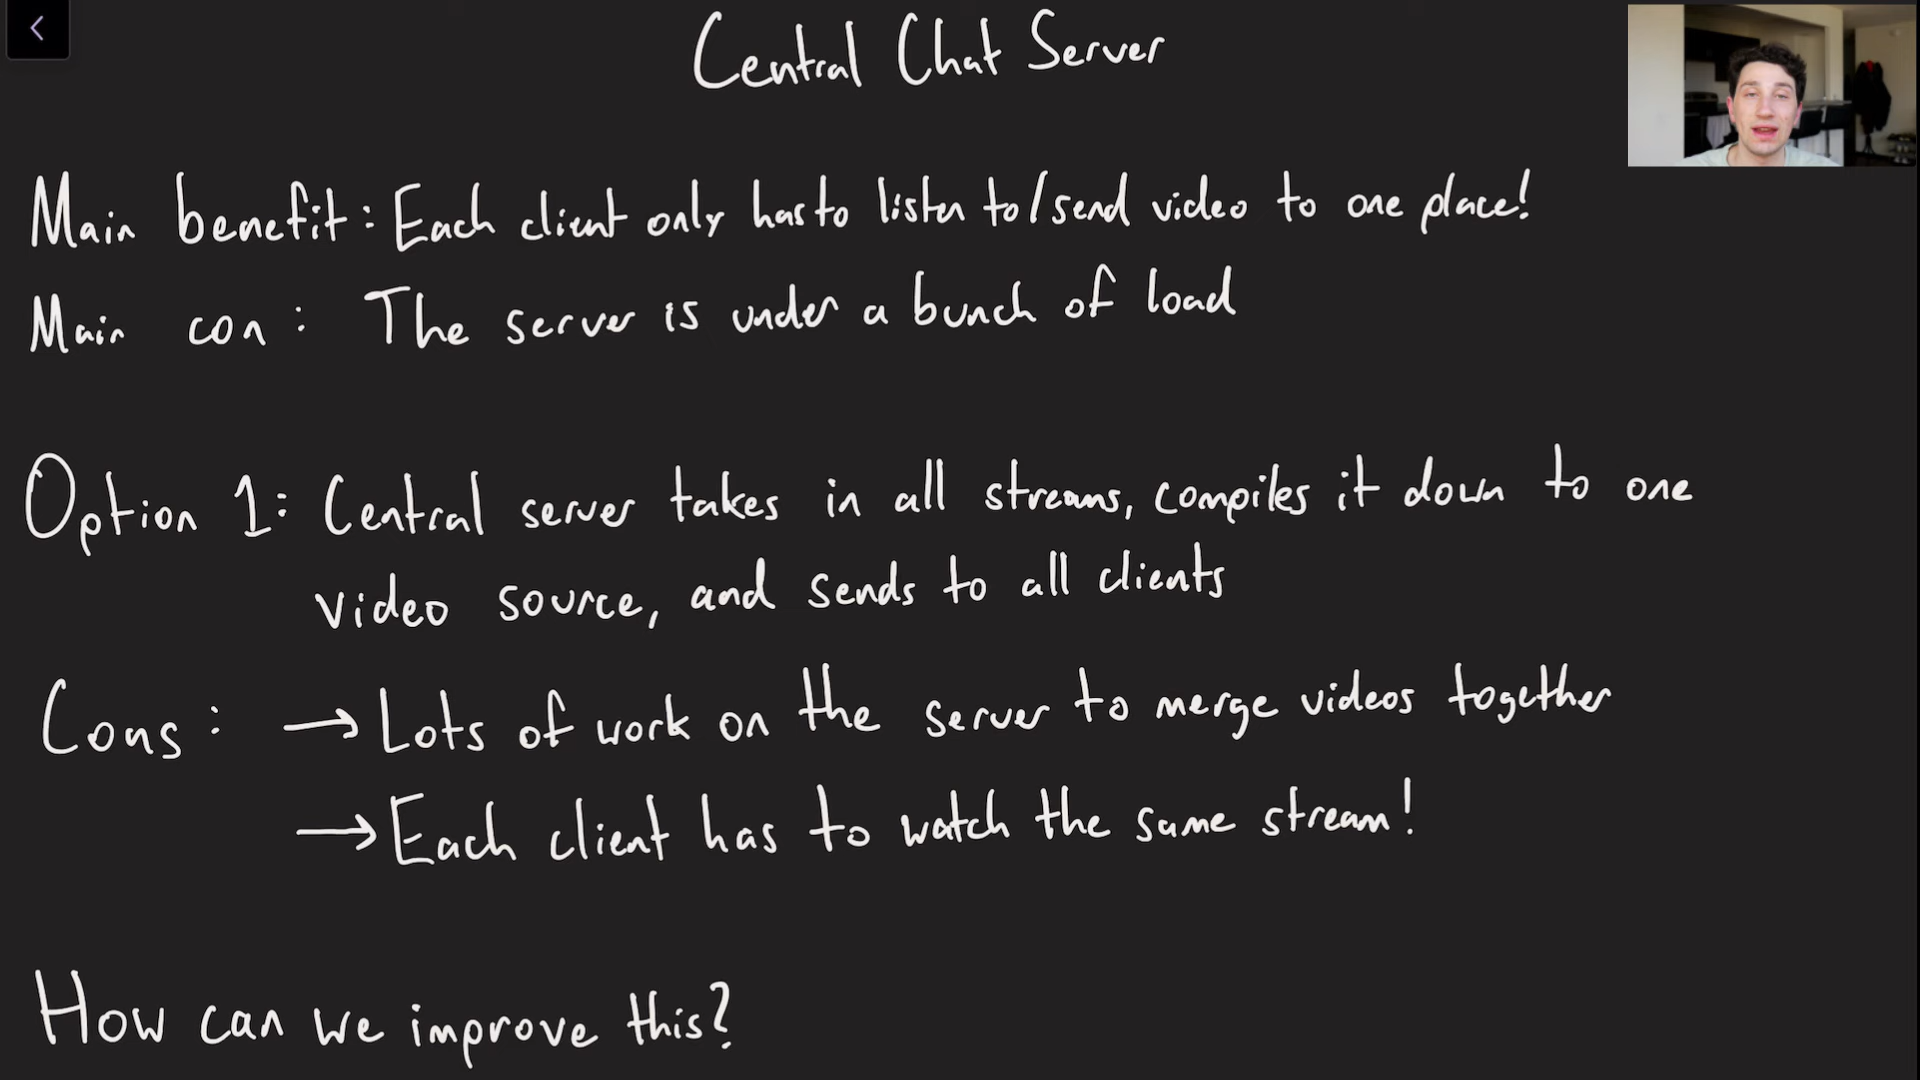 Central Chat Server
Main benefit: Each client only has to listen to/send video to one place!
Main con: The server is under a bunch of load
Option 1: Central server takes in all streams, compiles it down to one
video source, and sends to all clients
Cons: → Lots of work on the server to merge videos together
→ Each client has to watch the same stream!
How can we improve this?